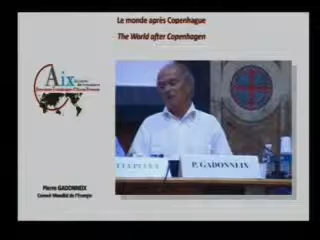 Le monde après Copenhague
The World after Copenhagen
Aix
P. GADONNEIX
Pierre GADONNEIX
Conseil Mondial de l'Energie